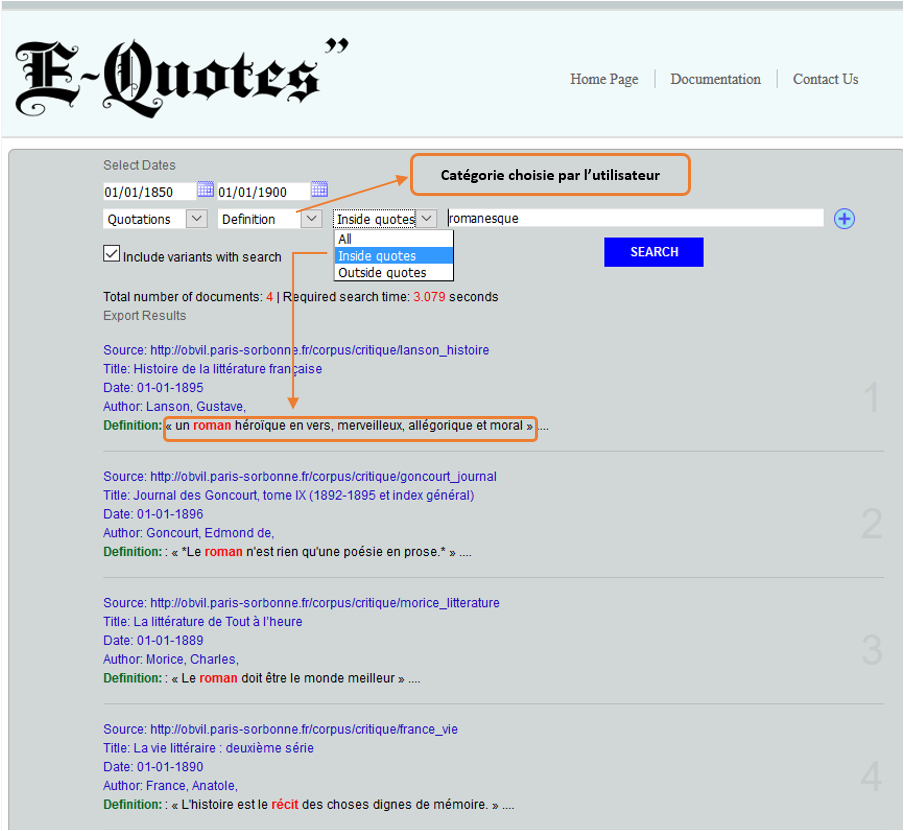 E-Quotes”
Home Page
Documentation
Contact Us
Select Dates
Catégorie choisie par l’utilisateur
01/01/1850 01/01/1900
Quotations Definition Inside quotes romanesque
All
Inside quotes
Outside quotes
Include variants with search
SEARCH
Total number of documents: 4 | Required search time: 3.079 seconds
Export Results
Source: http://obvil.paris-sorbonne.fr/corpus/critique/lanson_histoire
Title: Histoire de la littérature française
Date: 01-01-1895
1
Author: Lanson, Gustave,
Definition: « un roman héroïque en vers, merveilleux, allégorique et moral » ....
Source: http://obvil.paris-sorbonne.fr/corpus/critique/goncourt_journal
Title: Journal des Goncourt, tome IX (1892-1895 et index général)
Date: 01-01-1896
2
Author: Goncourt, Edmond de,
Definition: : « *Le roman n'est rien qu'une poésie en prose.* » ....
Source: http://obvil.paris-sorbonne.fr/corpus/critique/morice_litterature
Title: La littérature de Tout à l’heure
Date: 01-01-1889
3
Author: Morice, Charles,
Definition: : « Le roman doit être le monde meilleur » ....
Source: http://obvil.paris-sorbonne.fr/corpus/critique/france_vie
Title: La vie littéraire : deuxième série
Date: 01-01-1890
4
Author: France, Anatole,
Definition: : « L'histoire est le récit des choses dignes de mémoire. » ....